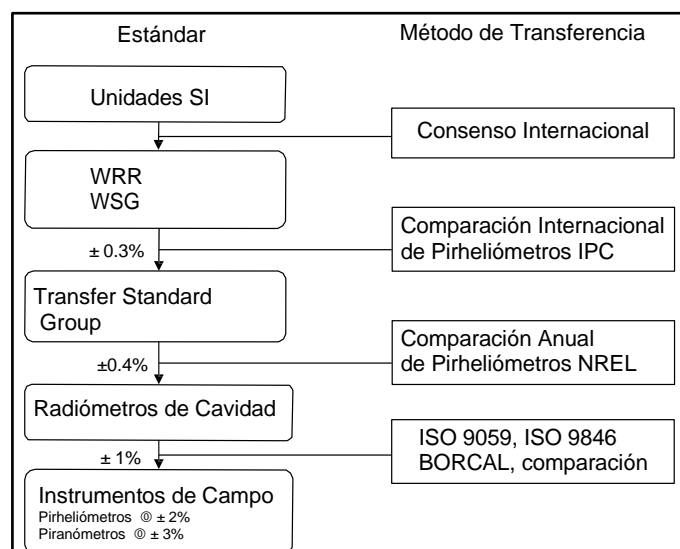 Estándar
Método de Transferencia
Unidades SI
Consenso Internacional
WRR
WSG
± 0.3%
Comparación Internacional
de Pirheliómetros IPC
Transfer Standard
Group
±0.4%
Comparación Anual
de Pirheliómetros NREL
Radiómetros de Cavidad
± 1%
ISO 9059, ISO 9846
BORCAL, comparación
Instrumentos de Campo
Pirheliómetros ⓪ ± 2%
Piranómetros ⓪ ± 3%